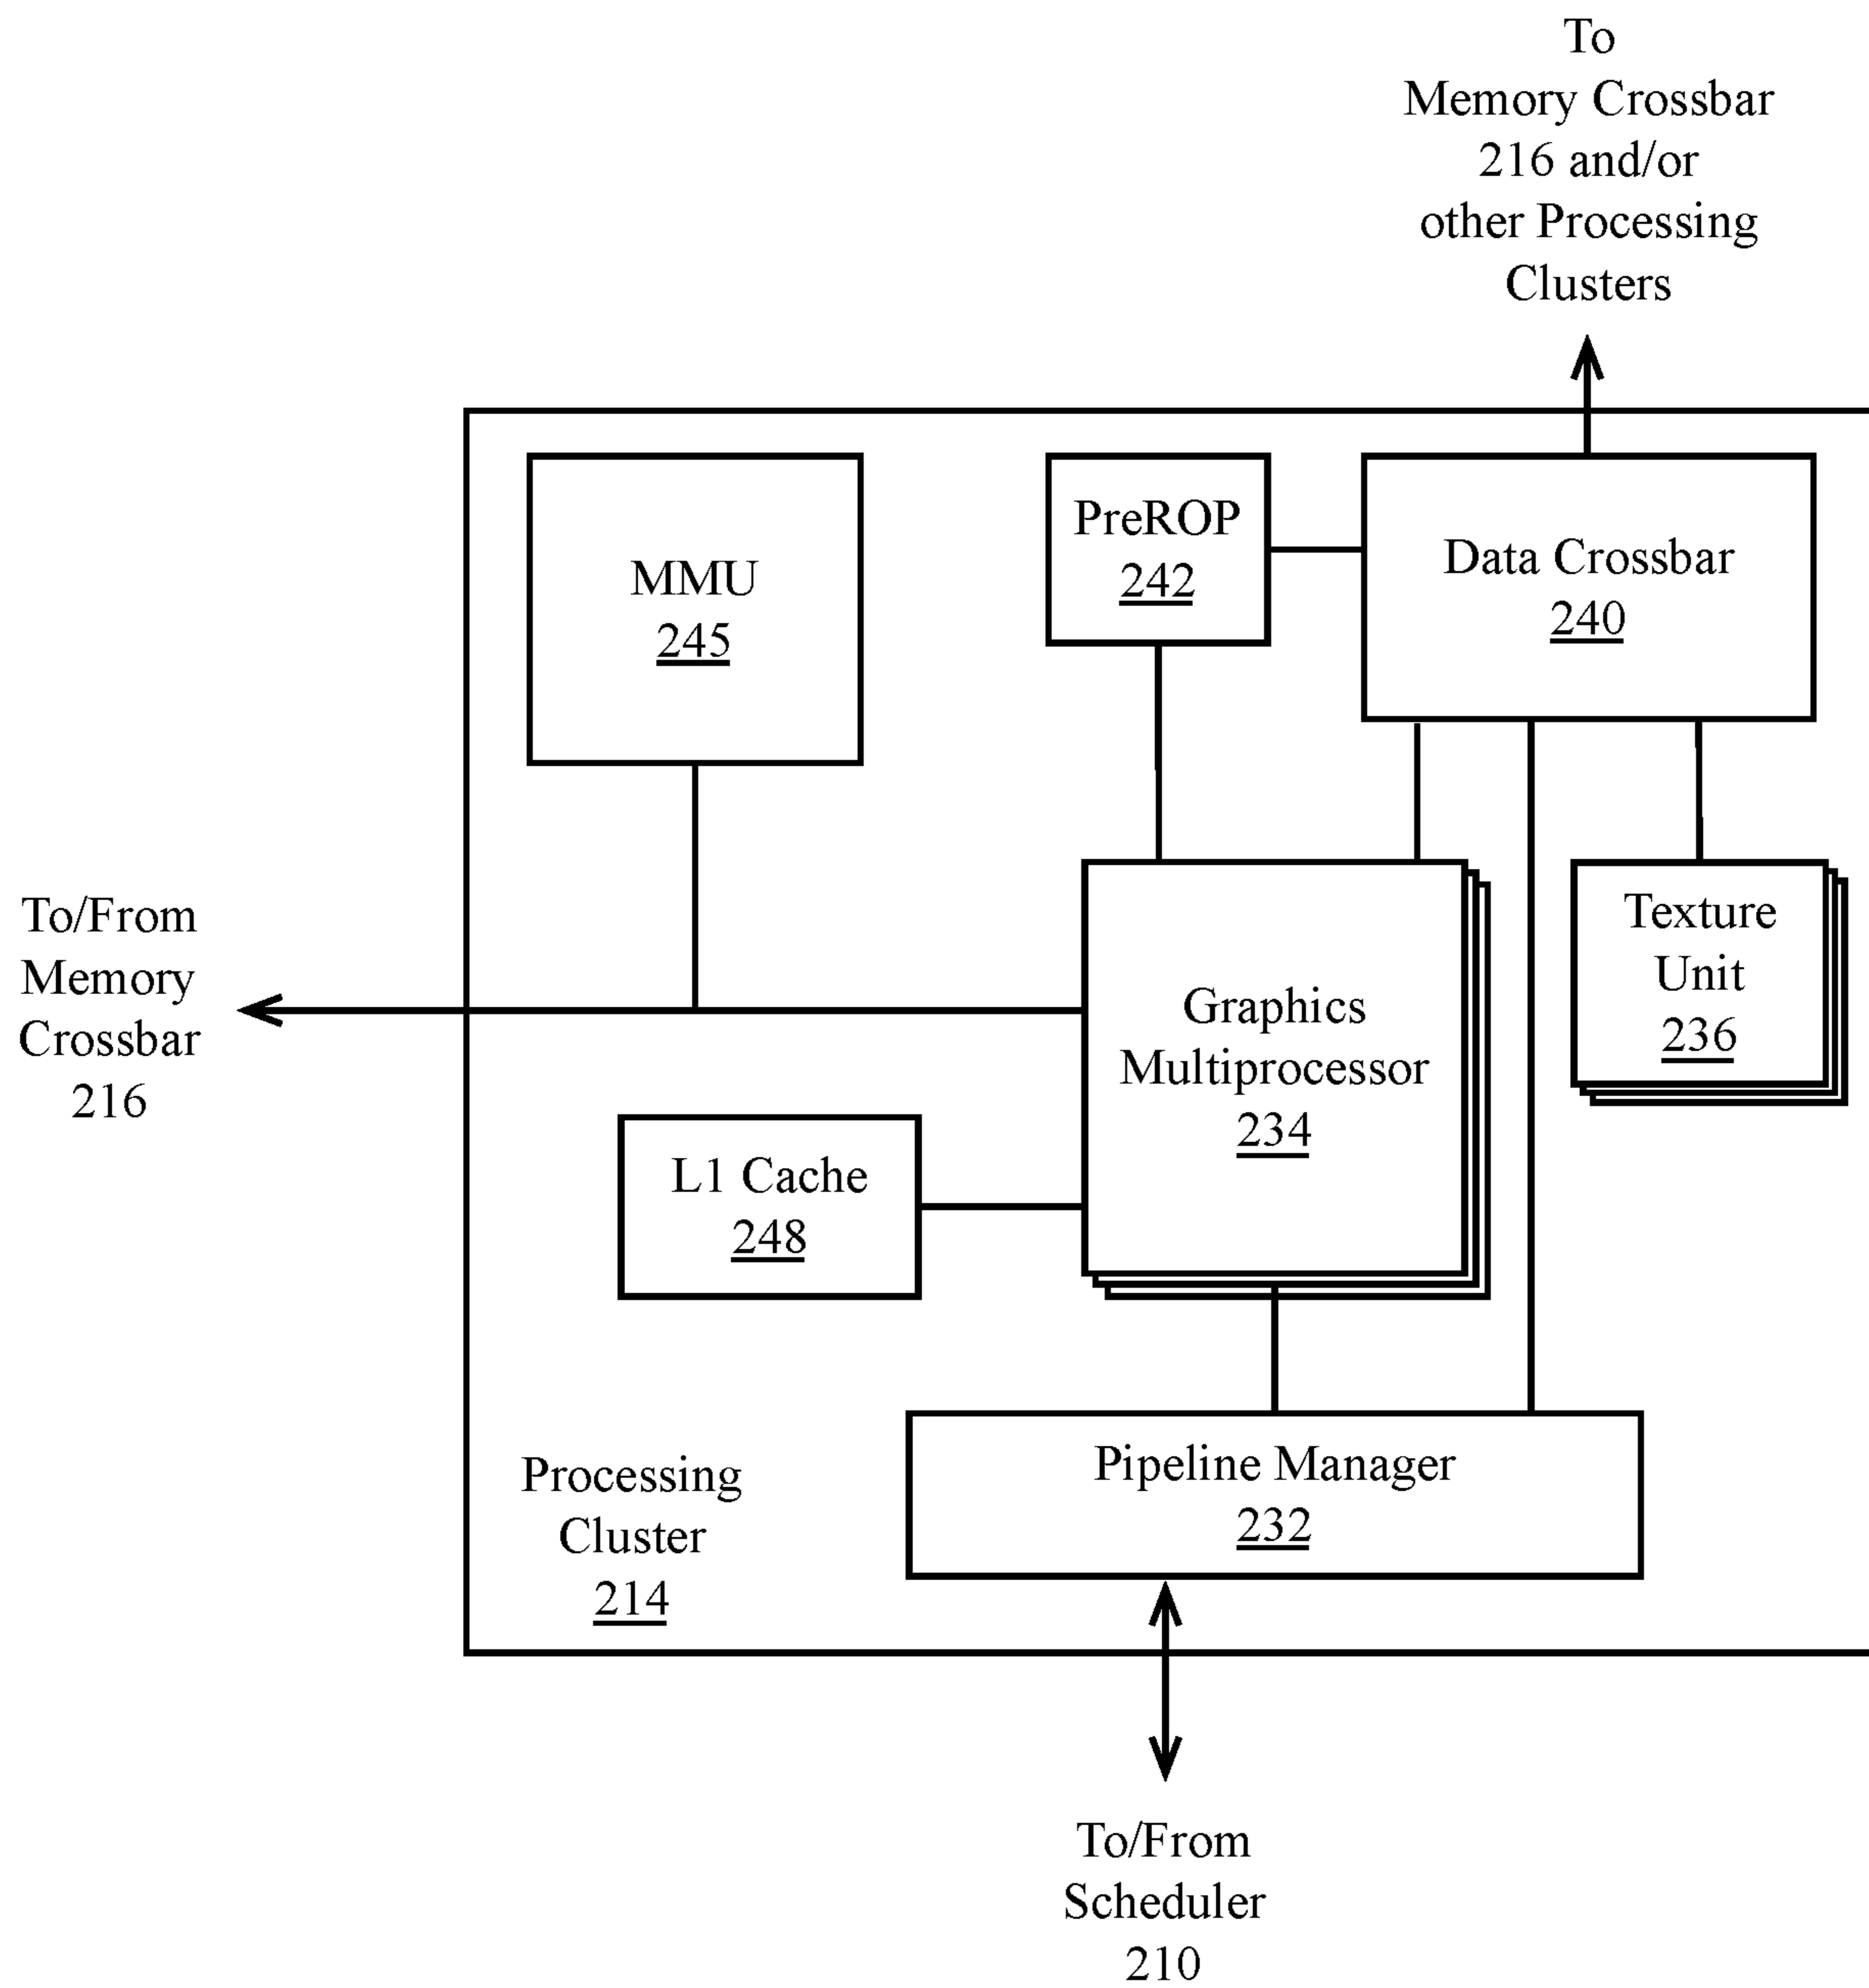 To
Memory Crossbar
216 and/or
other Processing
Clusters
MMU
245
PreROP
242
Data Crossbar
240
To/From
Memory
Crossbar
216
Graphics
Multiprocessor
234
Texture
Unit
236
L1 Cache
248
Processing
Cluster
214
Pipeline Manager
232
To/From
Scheduler
210